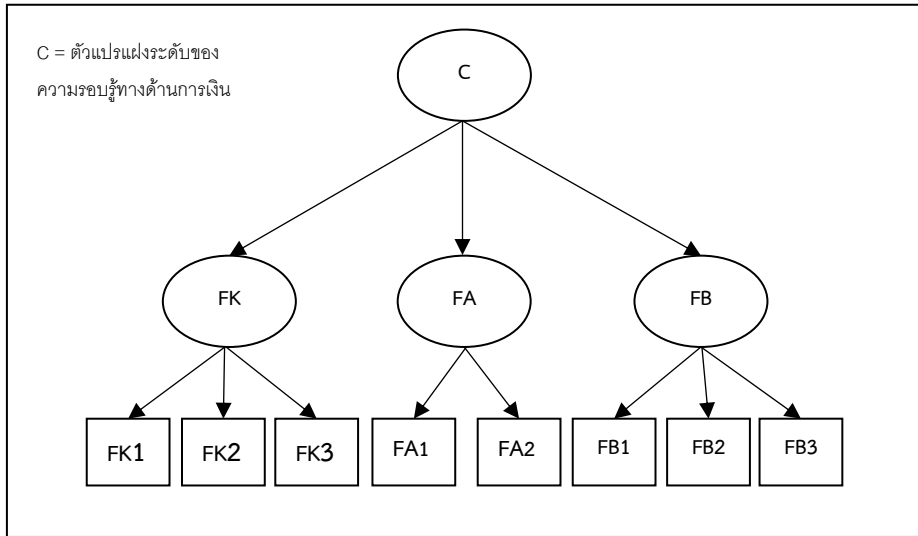 C = ตัวแปรแฝงระดับของ
ความรอบรู้ทางด้านการเงิน
C
FK
FA
FB
FK1
FK2
FK3
FA1
FA2
FB1
FB2
FB3